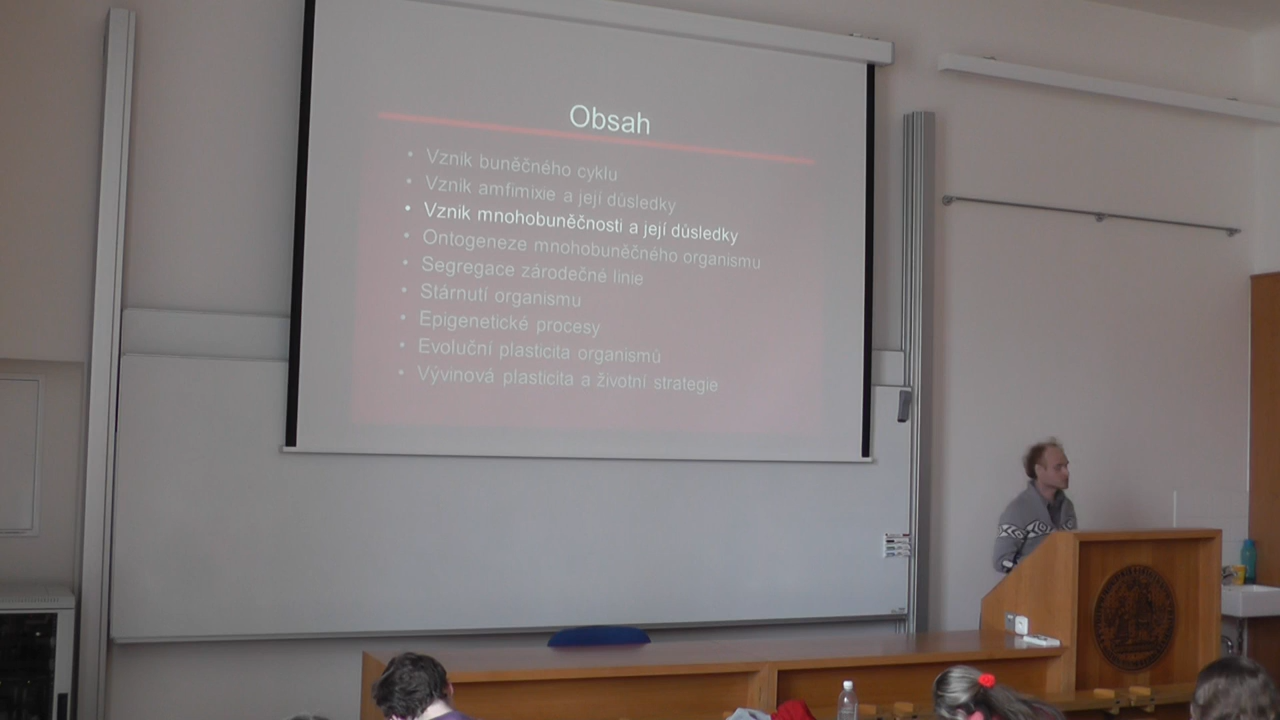 Obsah
• Vznik buněčného cyklu
• Vznik amfimixie a její důsledky
• Vznik mnohobuněčnosti a její důsledky
• Ontogeneze mnohobuněčného organismu
• Segregace zárodečné linie
• Stárnutí organismu
• Epigenetické procesy
• Evoluční plasticita organismů
• Vývinová plasticita a životní strategie